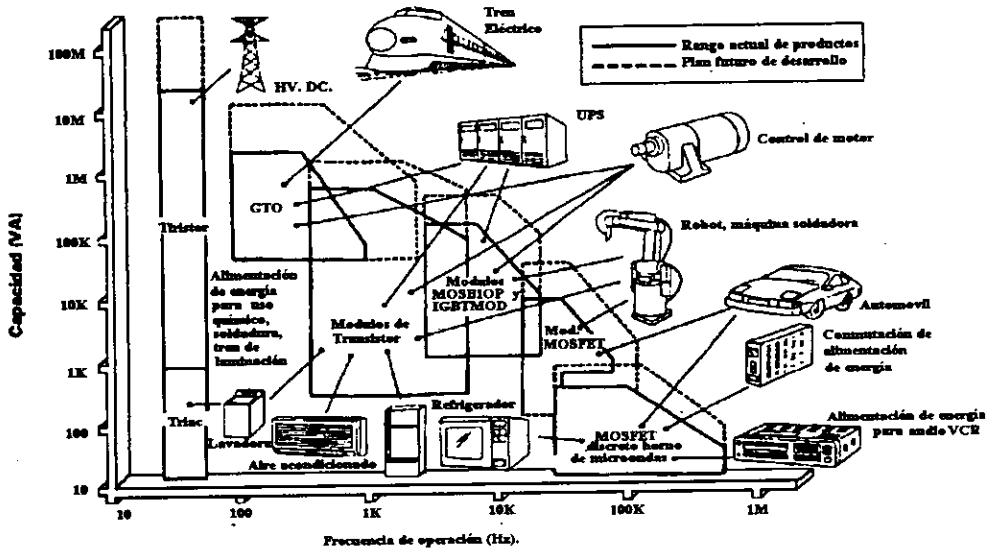 Tren
Eléctrico
Rango actual de productos
Plan futuro de desarrollo
100M
HV. DC.
UPS
Control de motor
10M
1M
GTO
Tiristor
Robot, máquina soldadora
Capacidad (VA)
100K
Alimentación
de energía
para uso
químico,
soldadura,
tren de
iluminación
Modulos
MOSBIOP y
IGBTMOD
10K
Automovil
Modulos de
Transistor
Mod.
MOSFET
Conmutación de
alimentación
de energía
1K
Refrigerador
Triac
Lavadora
Aire acondicionado
100
MOSFET
discreto horno
de microondas
Alimentación de energía
para audio VCR
10
10
100
1K
10K
100K
1M
Frecuencia de operación (Hz).